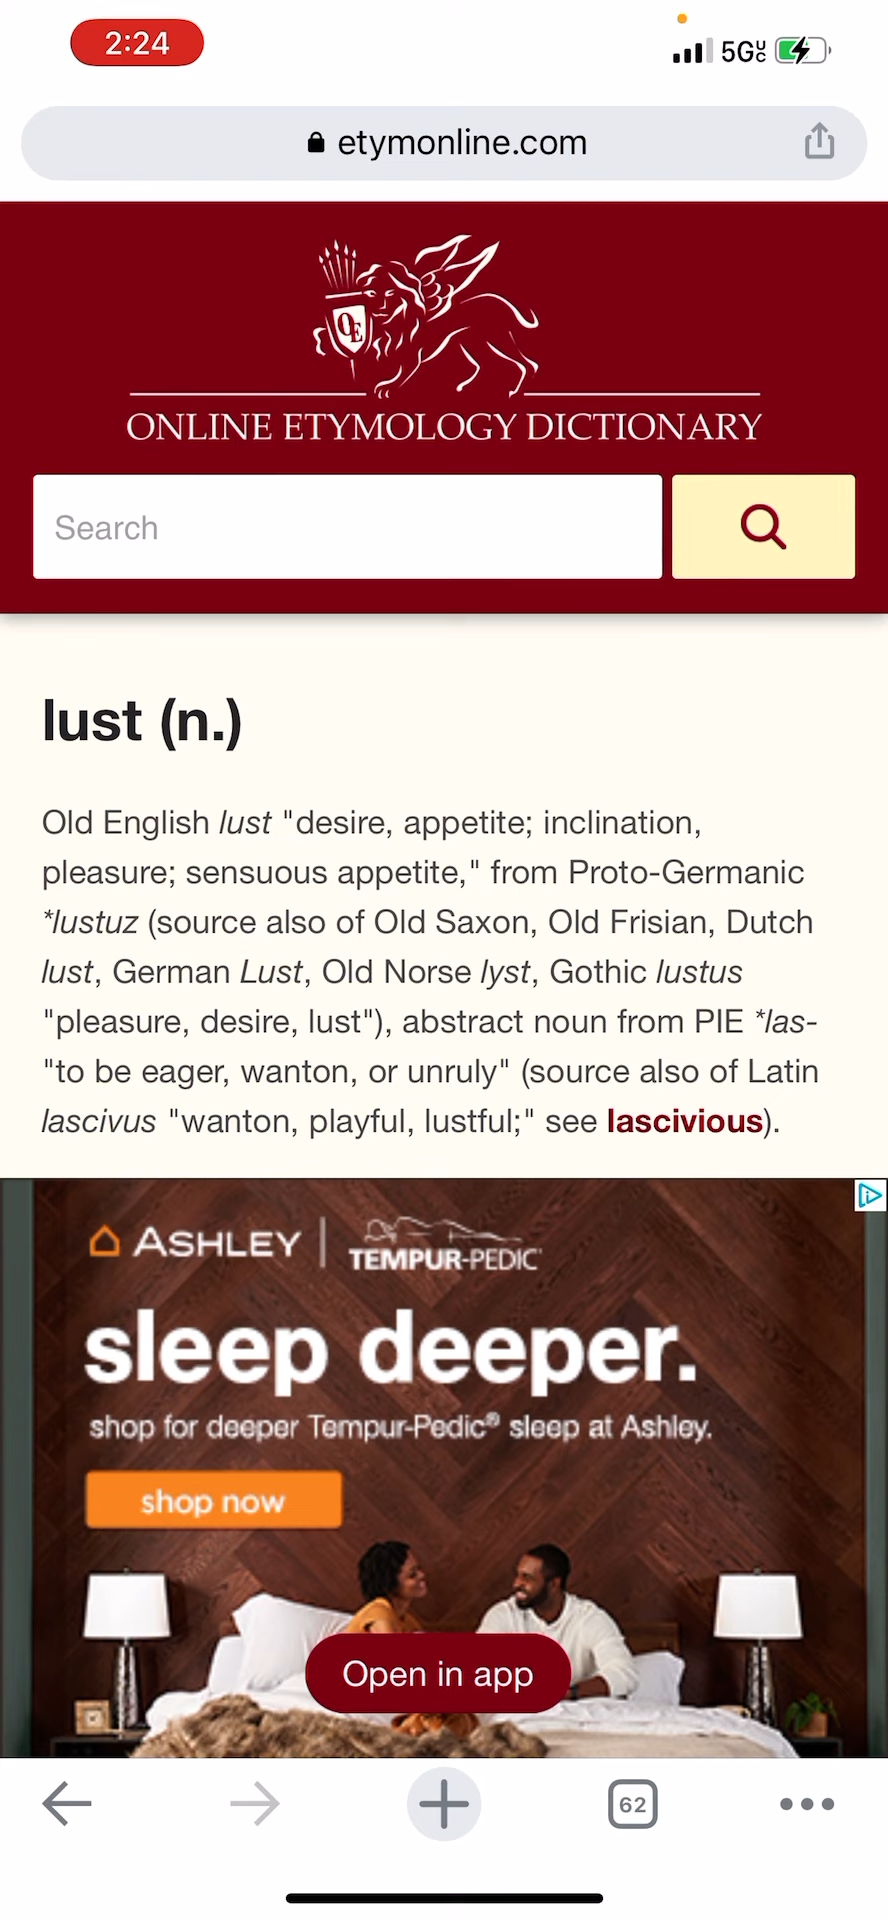 2:24
5Gᵁc
etymonline.com
OE
ONLINE ETYMOLOGY DICTIONARY
Search
lust (n.)
Old English lust "desire, appetite; inclination,
pleasure; sensuous appetite," from Proto-Germanic
*lustuz (source also of Old Saxon, Old Frisian, Dutch
lust, German Lust, Old Norse lyst, Gothic lustus
"pleasure, desire, lust"), abstract noun from PIE *las-
"to be eager, wanton, or unruly" (source also of Latin
lascivus "wanton, playful, lustful;" see lascivious).
ASHLEY | TEMPUR-PEDIC
sleep deeper.
shop for deeper Tempur-Pedic® sleep at Ashley.
shop now
Open in app
62